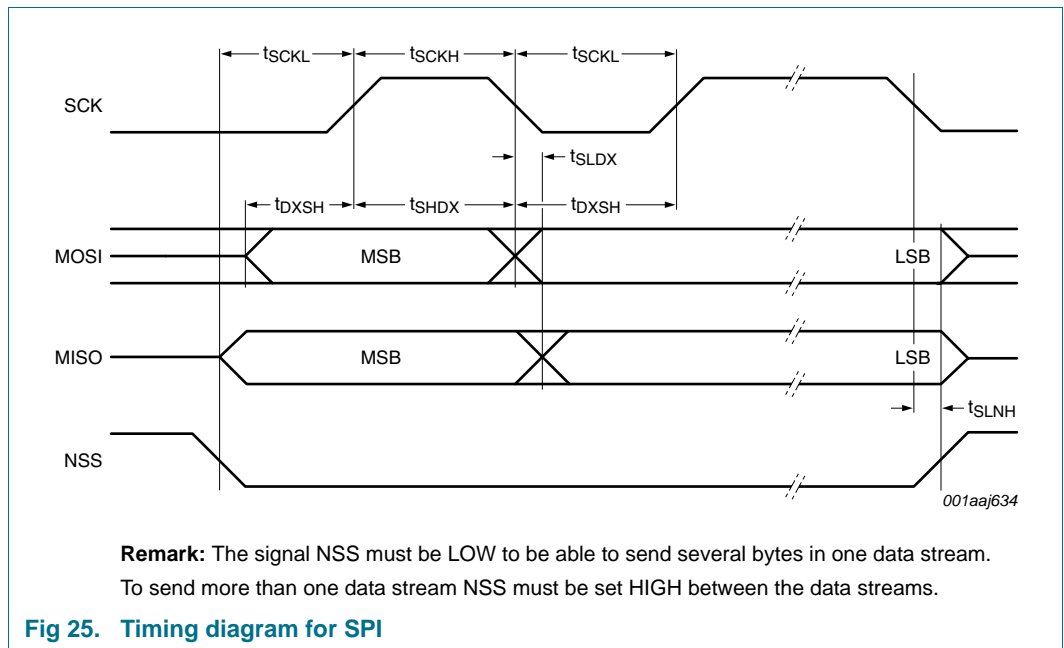 tSCKL tSCKH tSCKL
SCK
tSLDX
tDXSH tSHDX tDXSH
MOSI MSB LSB
MISO MSB LSB
tSLNH
NSS
001aaj634
Remark: The signal NSS must be LOW to be able to send several bytes in one data stream.
To send more than one data stream NSS must be set HIGH between the data streams.
Fig 25. Timing diagram for SPI